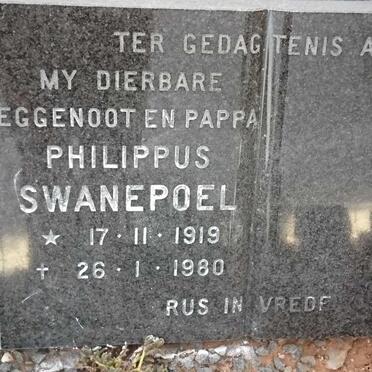 TER GEDAGTENIS A
MY DIERBARE
EGGENOOT EN PAPPA
PHILIPPUS
SWANEPOEL
★ 17 · 11 · 1919
✝ 26 · 1 · 1980
RUS IN VREDE